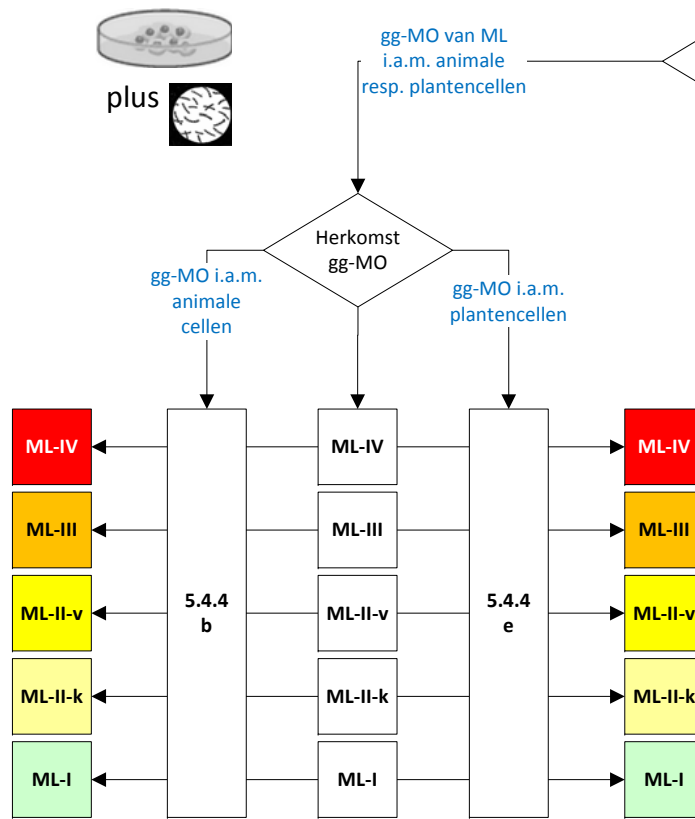 plus
gg-MO van ML
i.a.m. animale
resp. plantencellen
Herkomst
gg-MO
gg-MO i.a.m.
animale
cellen
gg-MO i.a.m.
plantencellen
ML-IV
ML-IV
ML-IV
ML-III
ML-III
ML-III
5.4.4
b
ML-II-v
ML-II-v
5.4.4
e
ML-II-v
ML-II-k
ML-II-k
ML-II-k
ML-I
ML-I
ML-I